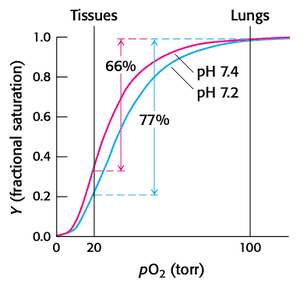 Tissues Lungs
1.0
66%
pH 7.4
0.8
pH 7.2
77%
0.6
0.4
0.2
0.0
0 20 100
Y (fractional saturation)
pO₂ (torr)